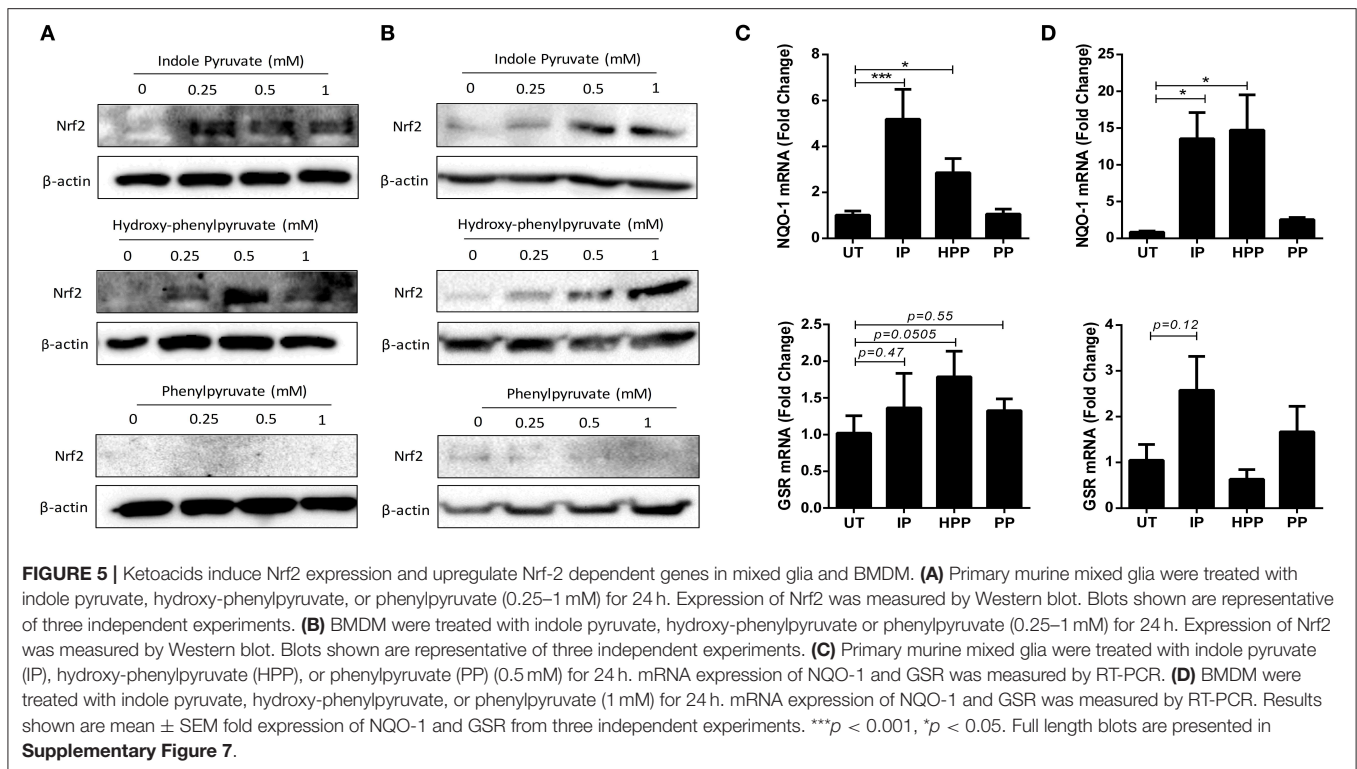 A
Indole Pyruvate (mM)
0 0.25 0.5 1
Nrf2
β-actin
Hydroxy-phenylpyruvate (mM)
0 0.25 0.5 1
Nrf2
β-actin
Phenylpyruvate (mM)
0 0.25 0.5 1
Nrf2
β-actin
B
Indole Pyruvate (mM)
0 0.25 0.5 1
Nrf2
β-actin
Hydroxy-phenylpyruvate (mM)
0 0.25 0.5 1
Nrf2
β-actin
Phenylpyruvate (mM)
0 0.25 0.5 1
Nrf2
β-actin
C
NQO-1 mRNA (Fold Change)
8
6
4
2
0
*
***
UT IP HPP PP
GSR mRNA (Fold Change)
2.5
2.0
1.5
1.0
0.5
0.0
p=0.55
p=0.0505
p=0.47
UT IP HPP PP
D
NQO-1 mRNA (Fold Change)
25
20
15
10
5
0
*
*
UT IP HPP PP
GSR mRNA (Fold Change)
4
3
2
1
0
p=0.12
UT IP HPP PP
FIGURE 5 | Ketoacids induce Nrf2 expression and upregulate Nrf-2 dependent genes in mixed glia and BMDM. (A) Primary murine mixed glia were treated with
indole pyruvate, hydroxy-phenylpyruvate, or phenylpyruvate (0.25–1 mM) for 24 h. Expression of Nrf2 was measured by Western blot. Blots shown are representative
of three independent experiments. (B) BMDM were treated with indole pyruvate, hydroxy-phenylpyruvate or phenylpyruvate (0.25–1 mM) for 24 h. Expression of Nrf2
was measured by Western blot. Blots shown are representative of three independent experiments. (C) Primary murine mixed glia were treated with indole pyruvate
(IP), hydroxy-phenylpyruvate (HPP), or phenylpyruvate (PP) (0.5 mM) for 24 h. mRNA expression of NQO-1 and GSR was measured by RT-PCR. (D) BMDM were
treated with indole pyruvate, hydroxy-phenylpyruvate, or phenylpyruvate (1 mM) for 24 h. mRNA expression of NQO-1 and GSR was measured by RT-PCR. Results
shown are mean ± SEM fold expression of NQO-1 and GSR from three independent experiments. ***p < 0.001, *p < 0.05. Full length blots are presented in
Supplementary Figure 7.